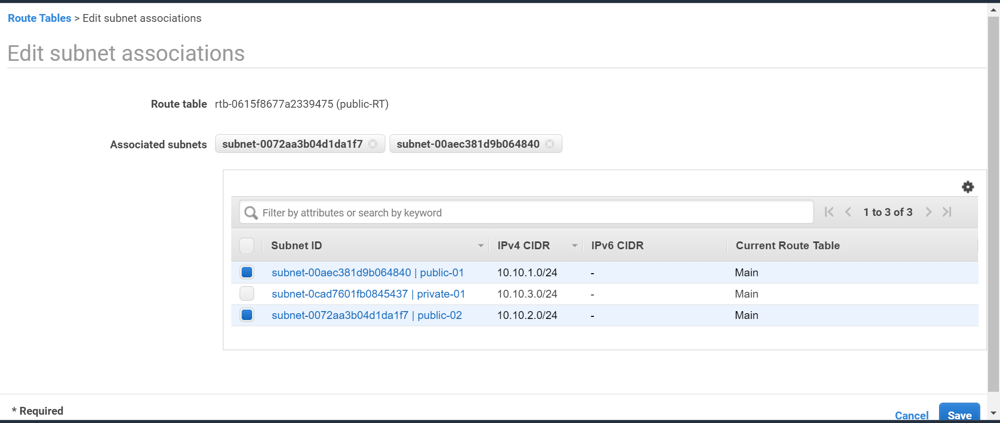 Route Tables > Edit subnet associations
Edit subnet associations
Route table rtb-0615f8677a2339475 (public-RT)
Associated subnets subnet-0072aa3b04d1da1f7 subnet-00aec381d9b064840
Filter by attributes or search by keyword 1 to 3 of 3
Subnet ID IPv4 CIDR IPv6 CIDR Current Route Table
subnet-00aec381d9b064840 | public-01 10.10.1.0/24 - Main
subnet-0cad7601fb0845437 | private-01 10.10.3.0/24 - Main
subnet-0072aa3b04d1da1f7 | public-02 10.10.2.0/24 - Main
* Required
Cancel Save